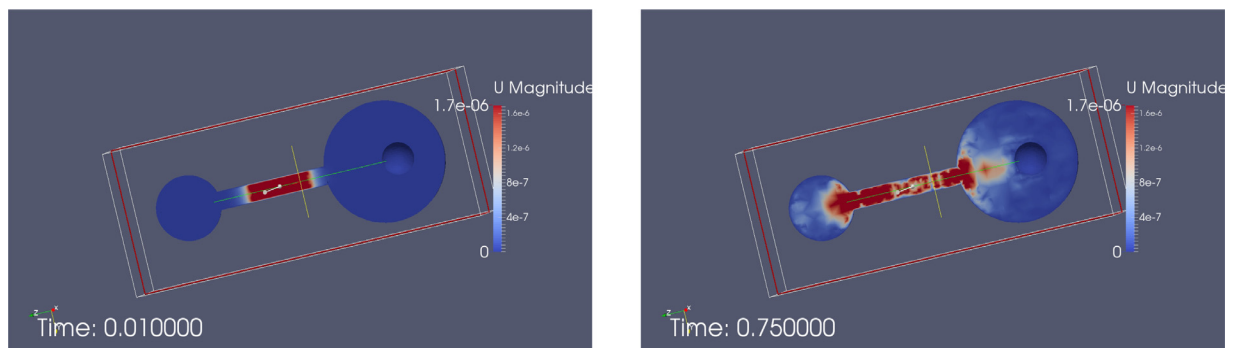 U Magnitude
1.7e-06
1.6e-6
1.2e-6
8e-7
4e-7
0
z
x
Y
Time: 0.010000
U Magnitude
1.7e-06
1.6e-6
1.2e-6
8e-7
4e-7
0
z
x
Time: 0.750000